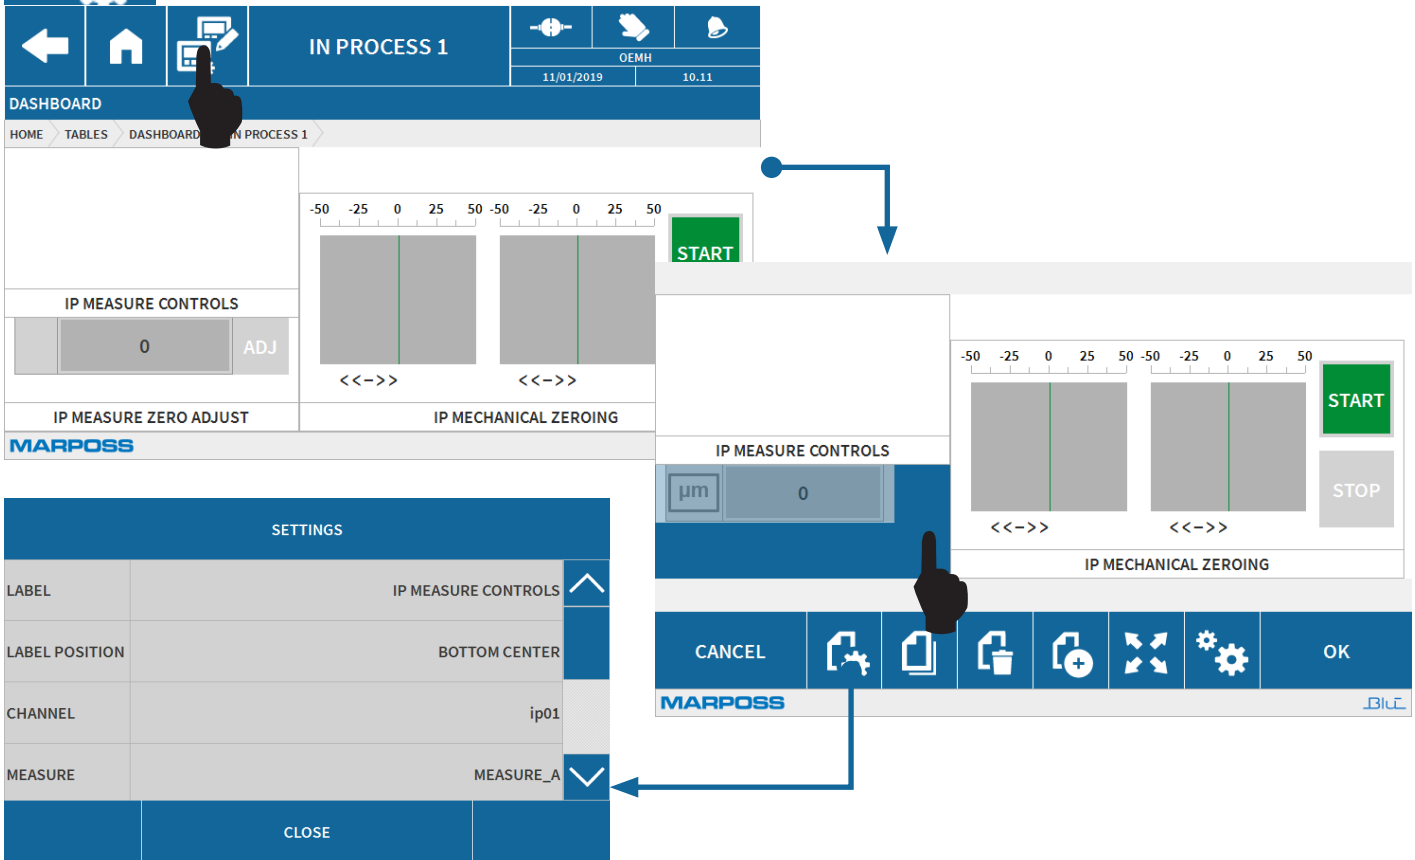 IN PROCESS 1
OEMH
11/01/2019 10.11
DASHBOARD
HOME TABLES DASHBOARD IN PROCESS 1
-50 -25 0 25 50 -50 -25 0 25 50
START
IP MEASURE CONTROLS
0 ADJ
<<->> <<->>
IP MEASURE ZERO ADJUST IP MECHANICAL ZEROING
MARPOSS
-50 -25 0 25 50 -50 -25 0 25 50
START
IP MEASURE CONTROLS
µm 0
STOP
<<->> <<->>
IP MECHANICAL ZEROING
CANCEL OK
MARPOSS BLÚ
SETTINGS
LABEL IP MEASURE CONTROLS
LABEL POSITION BOTTOM CENTER
CHANNEL ip01
MEASURE MEASURE_A
CLOSE